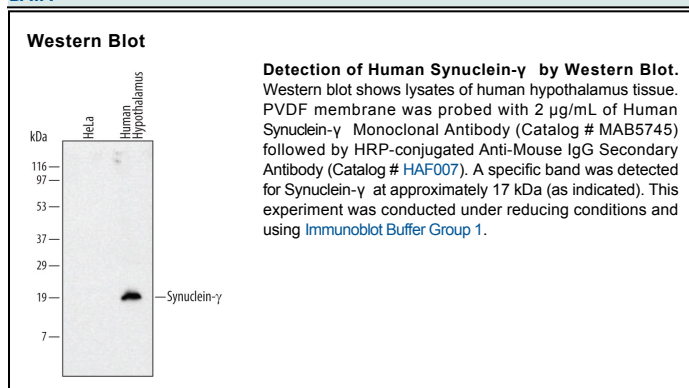 Western Blot
HeLa
Human
Hypothalamus
kDa
116
97
53
37
29
19
7
Synuclein-γ
Detection of Human Synuclein-γ by Western Blot.
Western blot shows lysates of human hypothalamus tissue.
PVDF membrane was probed with 2 µg/mL of Human
Synuclein-γ Monoclonal Antibody (Catalog # MAB5745)
followed by HRP-conjugated Anti-Mouse IgG Secondary
Antibody (Catalog # HAF007). A specific band was detected
for Synuclein-γ at approximately 17 kDa (as indicated). This
experiment was conducted under reducing conditions and
using Immunoblot Buffer Group 1.